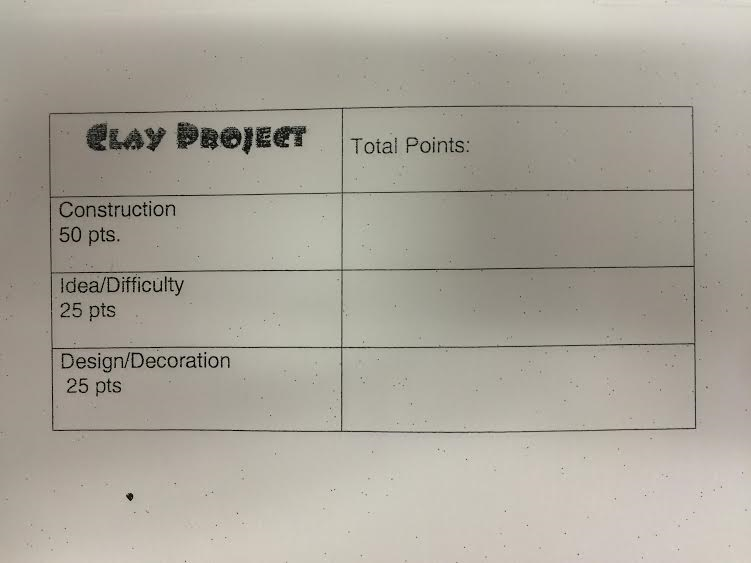 CLAY PROJECT
Total Points:
Construction
50 pts.
Idea/Difficulty
25 pts
Design/Decoration
25 pts